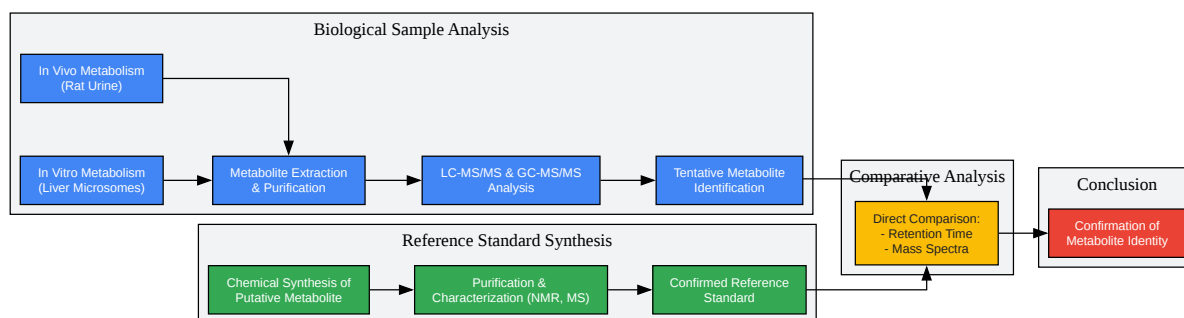 Biological Sample Analysis
In Vivo Metabolism
(Rat Urine)
In Vitro Metabolism
(Liver Microsomes)
Metabolite Extraction
& Purification
LC-MS/MS & GC-MS/MS
Analysis
Tentative Metabolite
Identification
Reference Standard Synthesis
Chemical Synthesis of
Putative Metabolite
Purification &
Characterization (NMR, MS)
Confirmed Reference
Standard
Comparative Analysis
Direct Comparison:
- Retention Time
- Mass Spectra
Conclusion
Confirmation of
Metabolite Identity